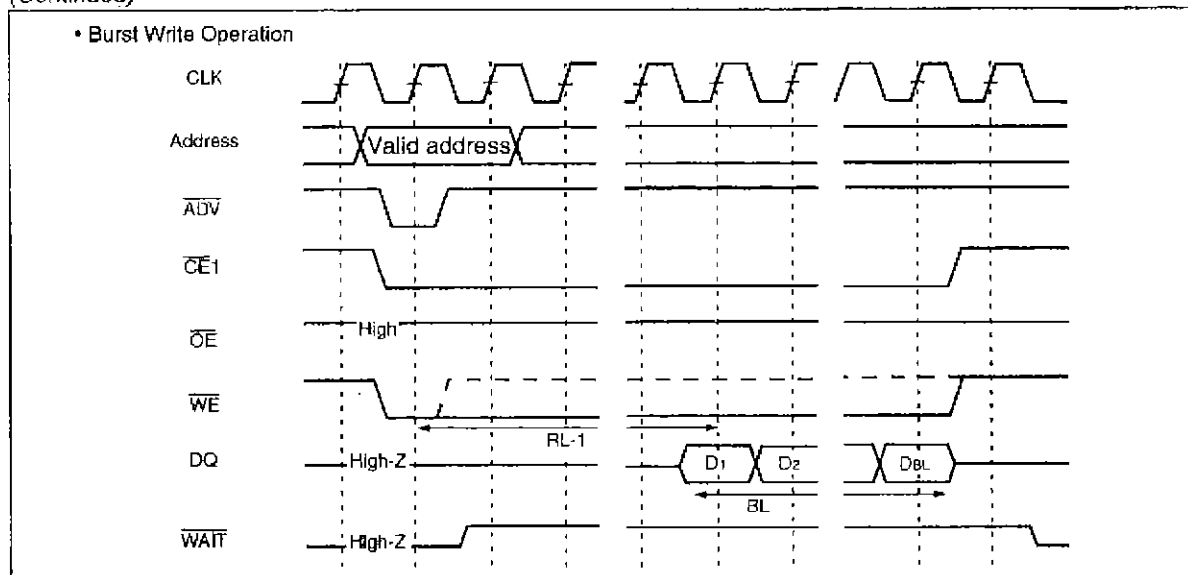 (Continued)
• Burst Write Operation
CLK
Address
Valid address
ADV
CE1
High
OE
WE
RL-1
DQ
High-Z
D1
D2
DBL
BL
WAIT
High-Z